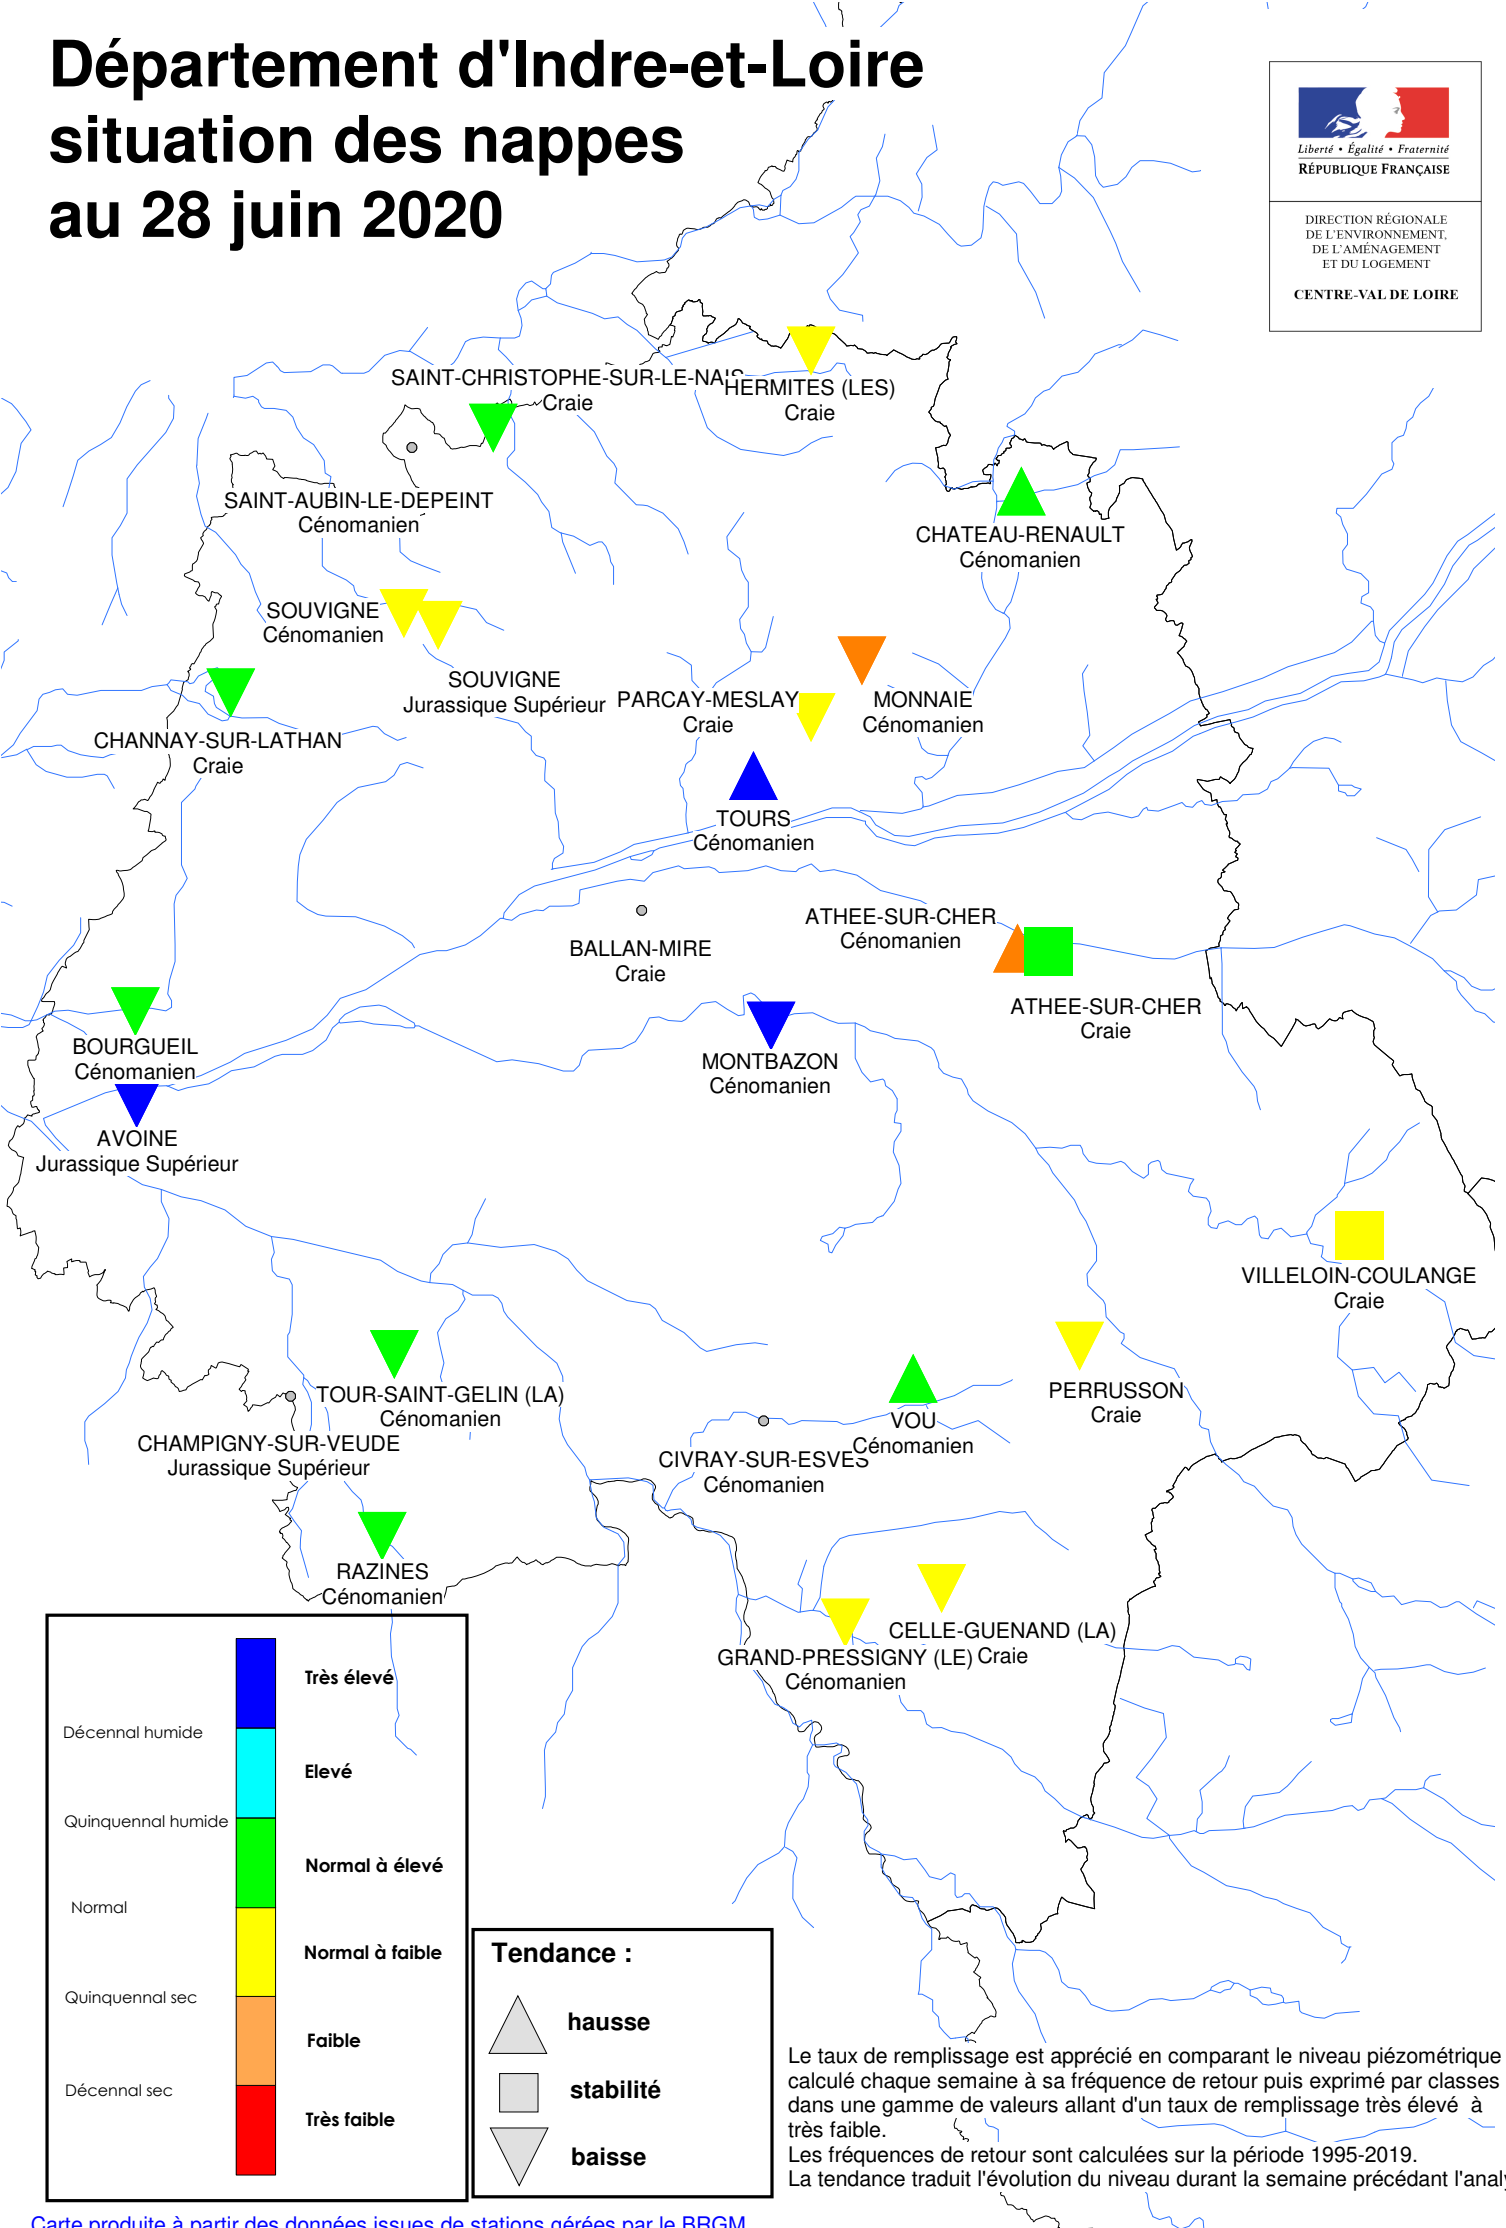 Département d'Indre-et-Loire
situation des nappes
au 28 juin 2020
Liberté • Égalité • Fraternité
RÉPUBLIQUE FRANÇAISE
DIRECTION RÉGIONALE
DE L'ENVIRONNEMENT,
DE L'AMÉNAGEMENT
ET DU LOGEMENT
CENTRE-VAL DE LOIRE
SAINT-CHRISTOPHE-SUR-LE-NAIS
Craie
HERMITES (LES)
Craie
SAINT-AUBIN-LE-DEPEINT
Cénomanien
CHATEAU-RENAULT
Cénomanien
SOUVIGNE
Cénomanien
SOUVIGNE
Jurassique Supérieur
PARCAY-MESLAY
Craie
MONNAIE
Cénomanien
CHANNAY-SUR-LATHAN
Craie
TOURS
Cénomanien
BALLAN-MIRE
Craie
ATHEE-SUR-CHER
Cénomanien
ATHEE-SUR-CHER
Craie
BOURGUEIL
Cénomanien
MONTBAZON
Cénomanien
AVOINE
Jurassique Supérieur
VILLELOIN-COULANGE
Craie
TOUR-SAINT-GELIN (LA)
Cénomanien
PERRUSSON
Craie
VOU
Cénomanien
CHAMPIGNY-SUR-VEUDE
Jurassique Supérieur
CIVRAY-SUR-ESVES
Cénomanien
RAZINES
Cénomanien
CELLE-GUENAND (LA)
Craie
GRAND-PRESSIGNY (LE)
Cénomanien
Très élevé
Décennal humide
Elevé
Quinquennal humide
Normal à élevé
Normal
Normal à faible
Quinquennal sec
Faible
Décennal sec
Très faible
Tendance :
hausse
stabilité
baisse
Le taux de remplissage est apprécié en comparant le niveau piézométrique
calculé chaque semaine à sa fréquence de retour puis exprimé par classes
dans une gamme de valeurs allant d'un taux de remplissage très élevé à
très faible.
Les fréquences de retour sont calculées sur la période 1995-2019.
La tendance traduit l'évolution du niveau durant la semaine précédant
Carte produite à partir des données issues de stations gérées par le BRGM